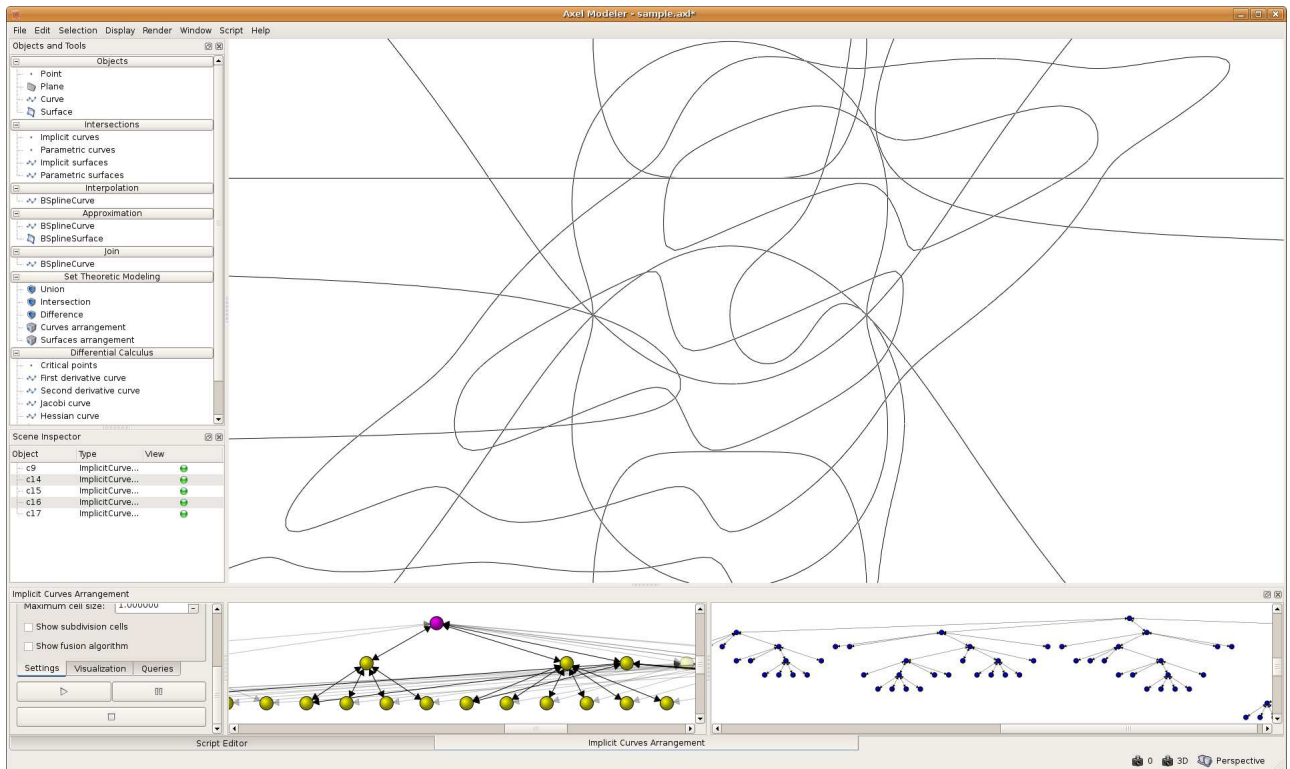 Axel Modeler - sample.axl*
File Edit Selection Display Render Window Script Help
Objects and Tools
Objects
Point
Plane
Curve
Surface
Intersections
Implicit curves
Parametric curves
Implicit surfaces
Parametric surfaces
Interpolation
BSplineCurve
Approximation
BSplineCurve
BSplineSurface
Join
BSplineCurve
Set Theoretic Modeling
Union
Intersection
Difference
Curves arrangement
Surfaces arrangement
Differential Calculus
Critical points
First derivative curve
Second derivative curve
Jacobi curve
Hessian curve
Scene Inspector
Object Type View
c9 ImplicitCurve...
c14 ImplicitCurve...
c15 ImplicitCurve...
c16 ImplicitCurve...
c17 ImplicitCurve...
Implicit Curves Arrangement
Maximum cell size: 1.000000
Show subdivision cells
Show fusion algorithm
Settings Visualization Queries
Script Editor Implicit Curves Arrangement
0 3D Perspective